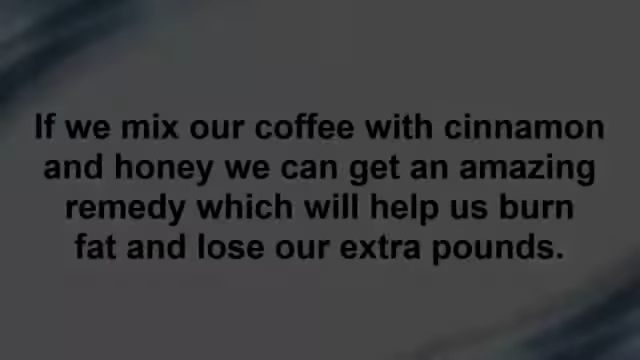 If we mix our coffee with cinnamon
and honey we can get an amazing
remedy which will help us burn
fat and lose our extra pounds.